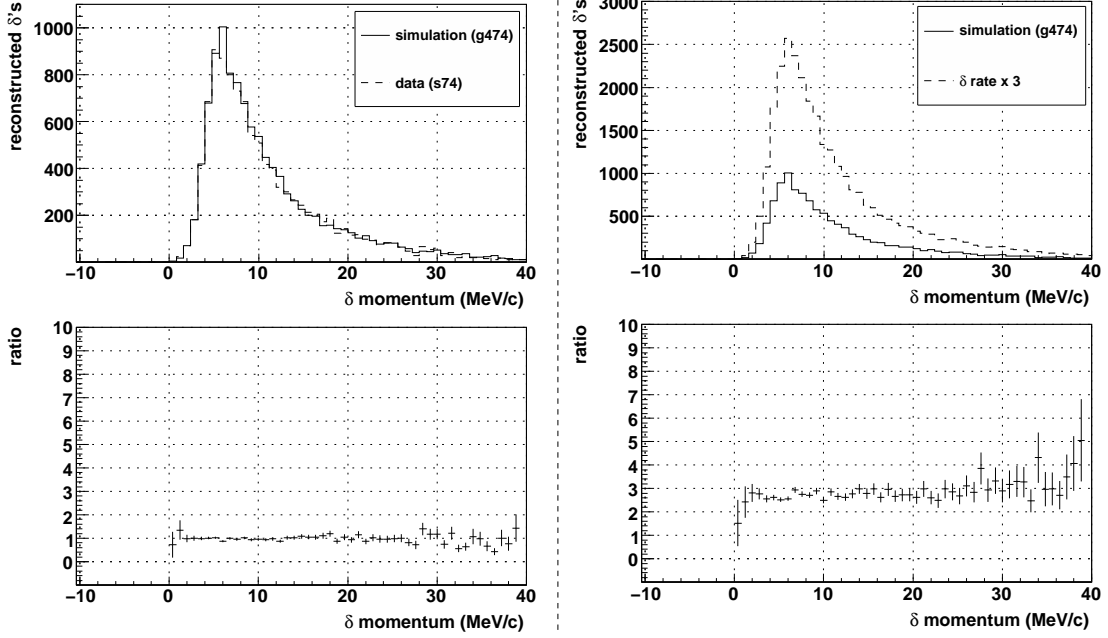 reconstructed δ's
1000
800
600
400
200
simulation (g474)
data (s74)
−10 0 10 20 30 40
δ momentum (MeV/c)
ratio
10
9
8
7
6
5
4
3
2
1
0
−10 0 10 20 30 40
δ momentum (MeV/c)
reconstructed δ's
3000
2500
2000
1500
1000
500
simulation (g474)
δ rate x 3
−10 0 10 20 30 40
δ momentum (MeV/c)
ratio
10
9
8
7
6
5
4
3
2
1
0
−10 0 10 20 30 40
δ momentum (MeV/c)